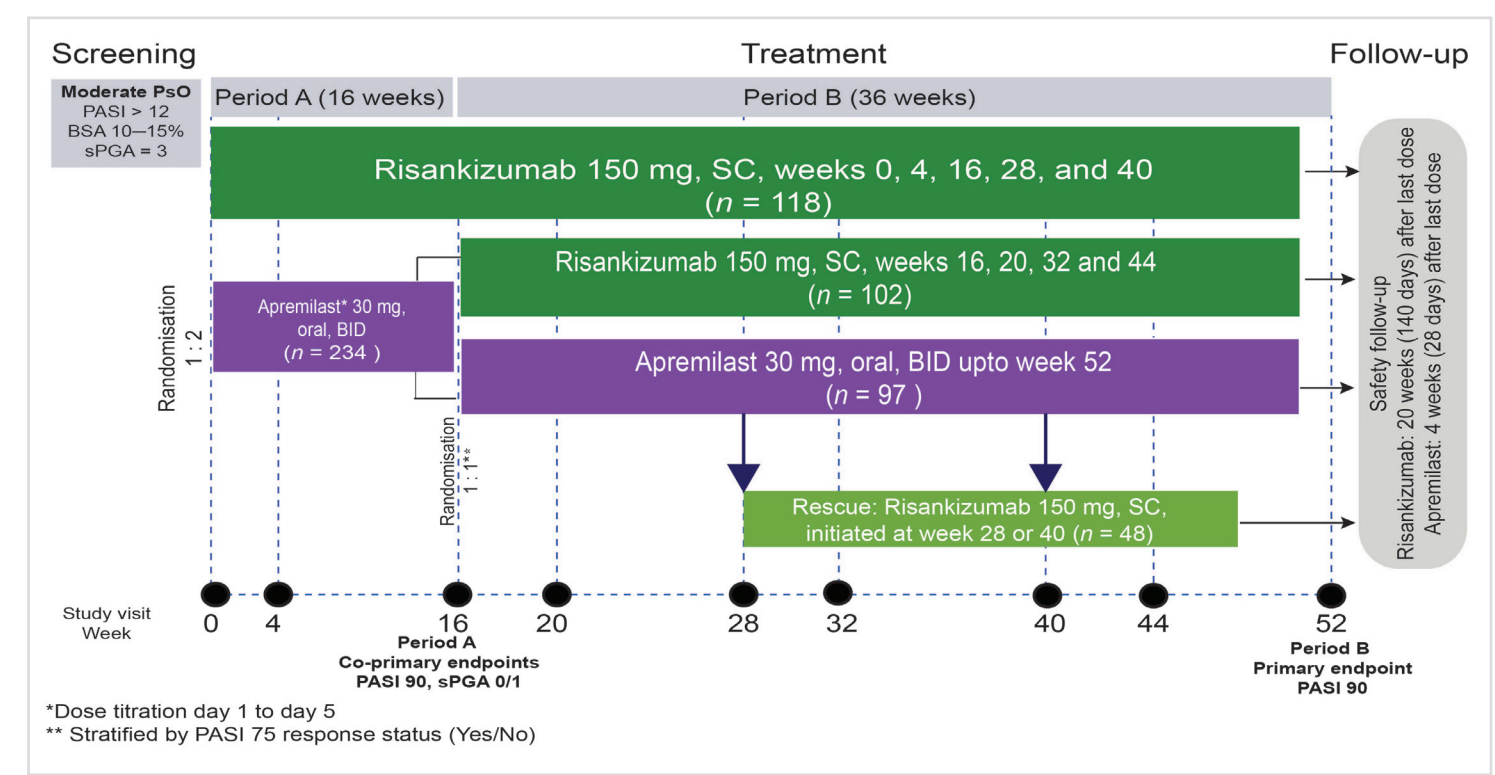 Screening
Treatment
Follow-up
Moderate PsO
PASI > 12
BSA 10—15%
sPGA = 3
Period A (16 weeks)
Period B (36 weeks)
Risankizumab 150 mg, SC, weeks 0, 4, 16, 28, and 40
(n = 118)
Risankizumab 150 mg, SC, weeks 16, 20, 32 and 44
(n = 102)
Randomisation
1 : 2
Apremilast* 30 mg,
oral, BID
(n = 234 )
Apremilast 30 mg, oral, BID upto week 52
(n = 97 )
Randomisation
1 : 1**
Rescue: Risankizumab 150 mg, SC,
initiated at week 28 or 40 (n = 48)
Safety follow-up
Risankizumab: 20 weeks (140 days) after last dose
Apremilast: 4 weeks (28 days) after last dose
Study visit
Week
0 4 16 20 28 32 40 44 52
Period A
Co-primary endpoints
PASI 90, sPGA 0/1
Period B
Primary endpoint
PASI 90
*Dose titration day 1 to day 5
** Stratified by PASI 75 response status (Yes/No)